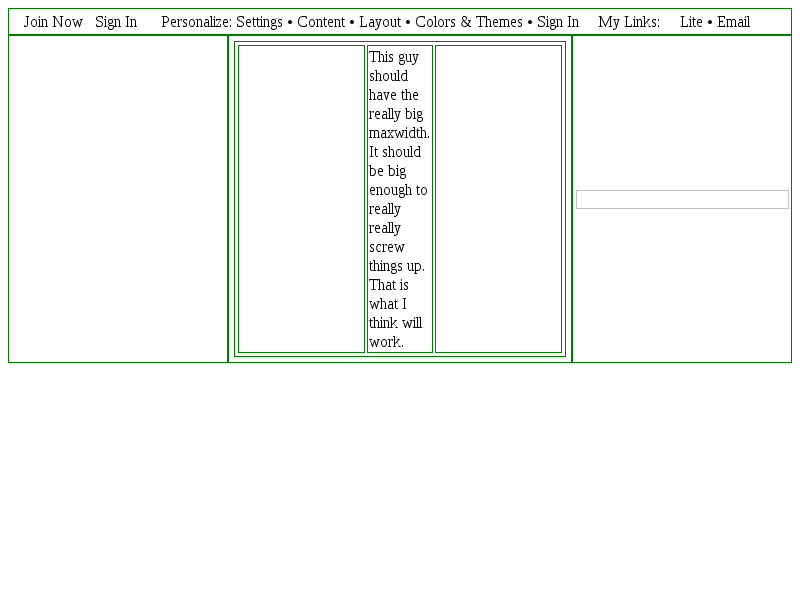 Join Now Sign In Personalize: Settings • Content • Layout • Colors & Themes • Sign In My Links: Lite • Email
This guy
should
have the
really big
maxwidth.
It should
be big
enough to
really
really
screw
things up.
That is
what I
think will
work.